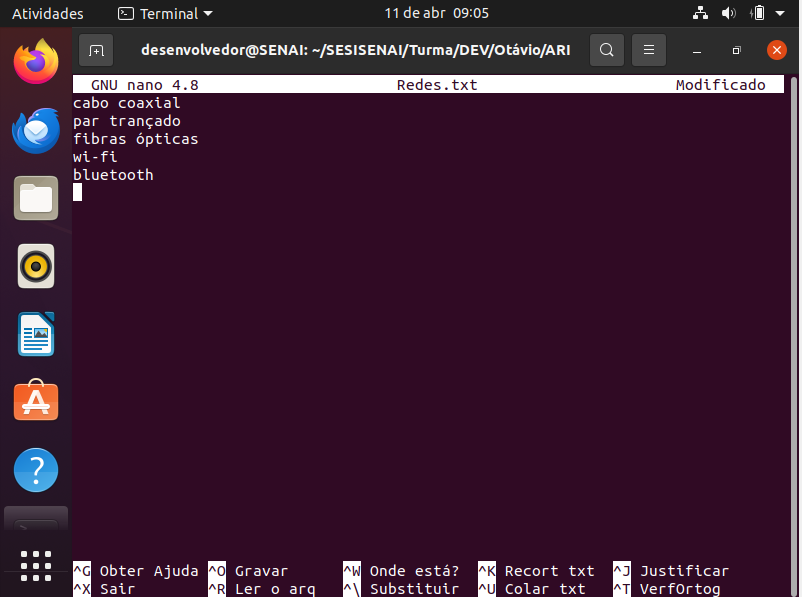 Atividades Terminal 11 de abr 09:05
desenvolvedor@SENAI: ~/SESISENAI/Turma/DEV/Otávio/ARI
GNU nano 4.8 Redes.txt Modificado
cabo coaxial
par trançado
fibras ópticas
wi-fi
bluetooth
^G Obter Ajuda ^O Gravar ^W Onde está? ^K Recort txt ^J Justificar
^X Sair ^R Ler o arq ^\ Substituir ^U Colar txt ^T VerfOrtog